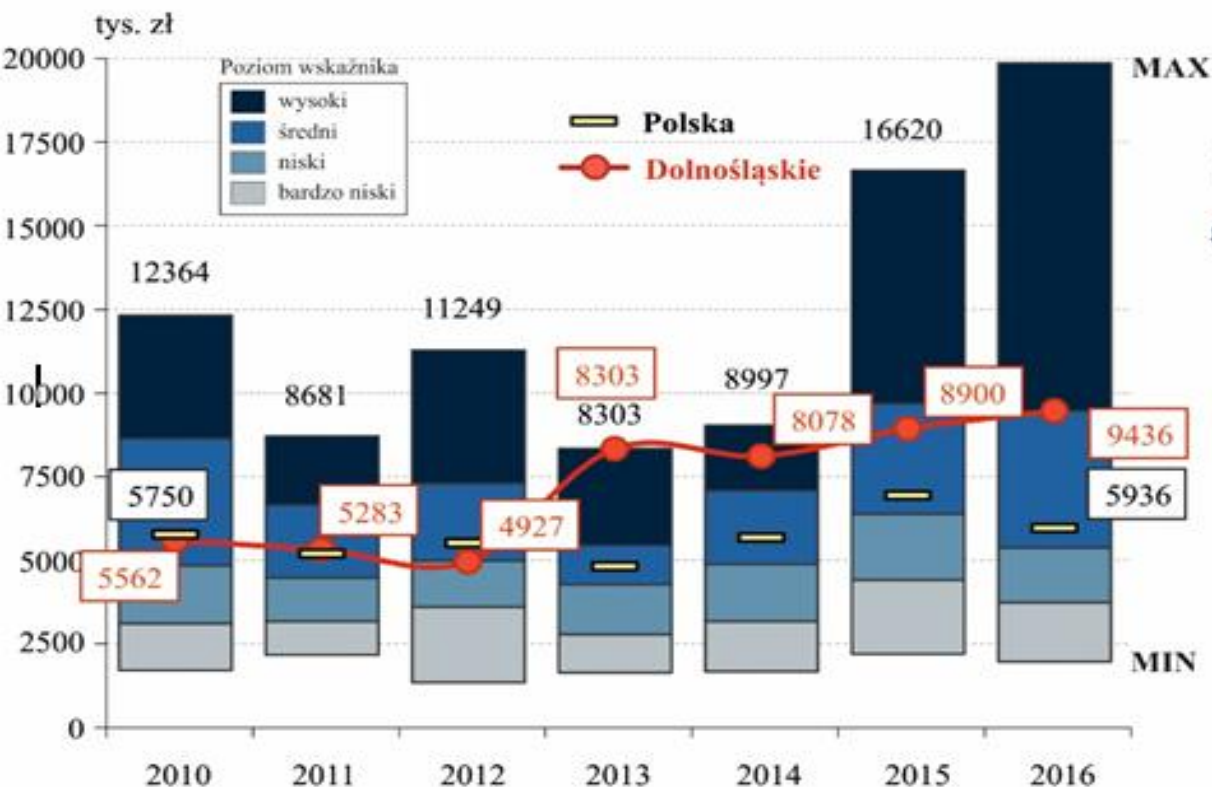 tys. zł
20000
17500
15000
12500
10000
7500
5000
2500
0
Poziom wskaźnika
wysoki
średni
niski
bardzo niski
Polska
Dolnośląskie
MAX
MIN
12364
8681
11249
8303
8303
8997
16620
5750
5562
5283
4927
8078
8900
9436
5936
2010 2011 2012 2013 2014 2015 2016